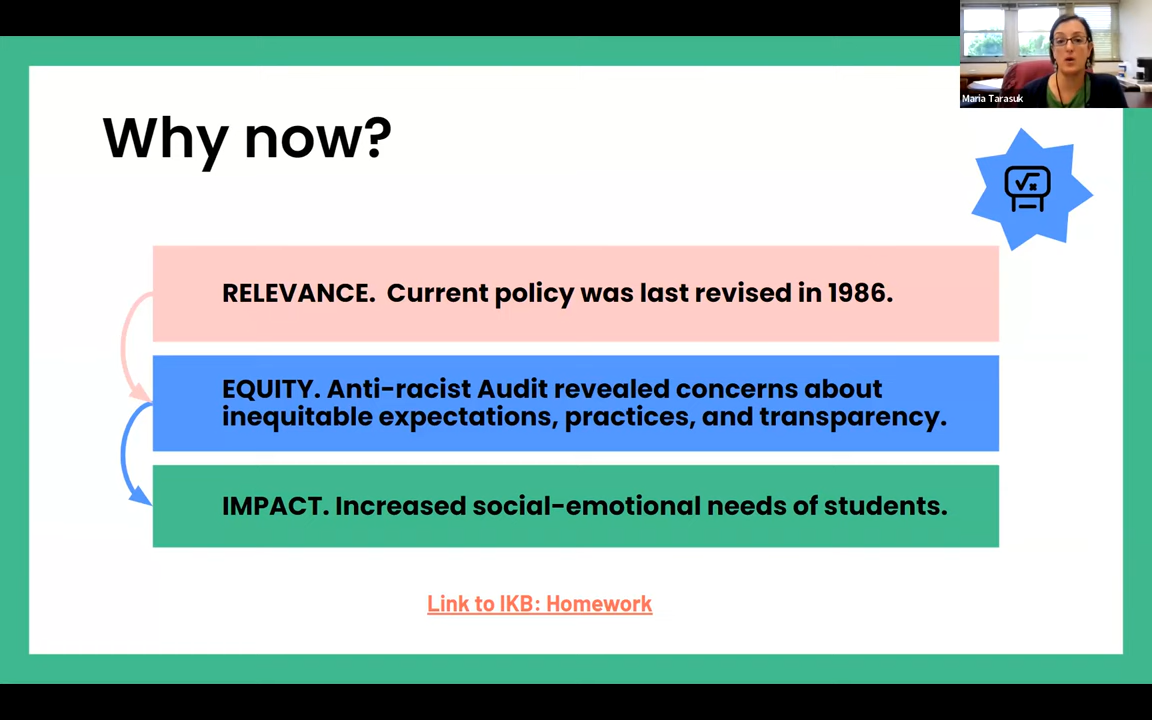 Maria Tarasuk
Why now?
√x
RELEVANCE.  Current policy was last revised in 1986.
EQUITY. Anti-racist Audit revealed concerns about
inequitable expectations, practices, and transparency.
IMPACT. Increased social-emotional needs of students.
Link to IKB: Homework